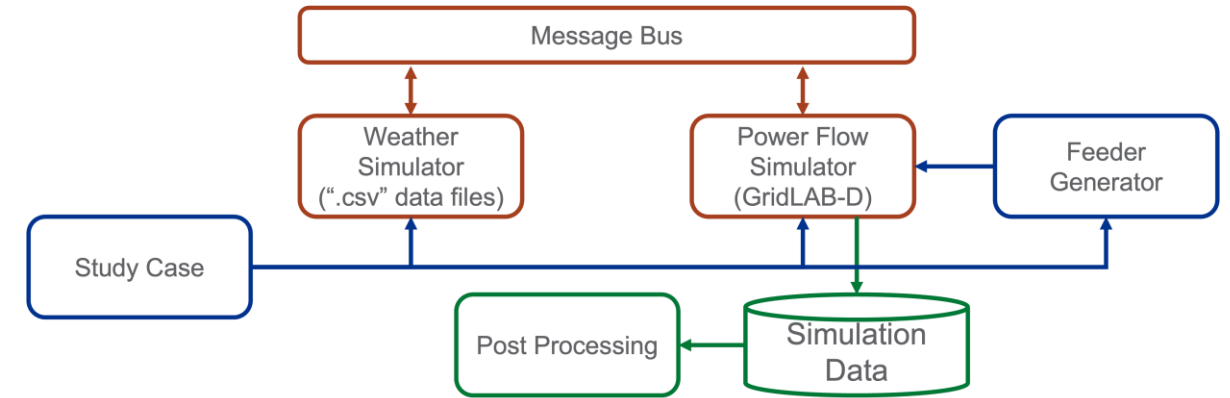 Message Bus
Weather
Simulator
(“.csv” data files)
Power Flow
Simulator
(GridLAB-D)
Feeder
Generator
Study Case
Post Processing
Simulation
Data